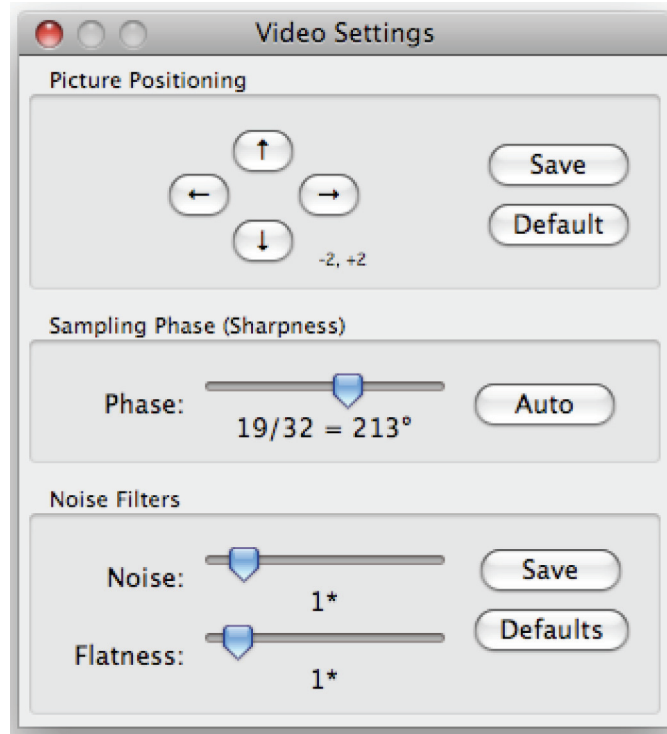 Video Settings
Picture Positioning
↑
← →
↓
-2, +2
Save
Default
Sampling Phase (Sharpness)
Phase:
19/32 = 213°
Auto
Noise Filters
Noise:
1*
Flatness:
1*
Save
Defaults